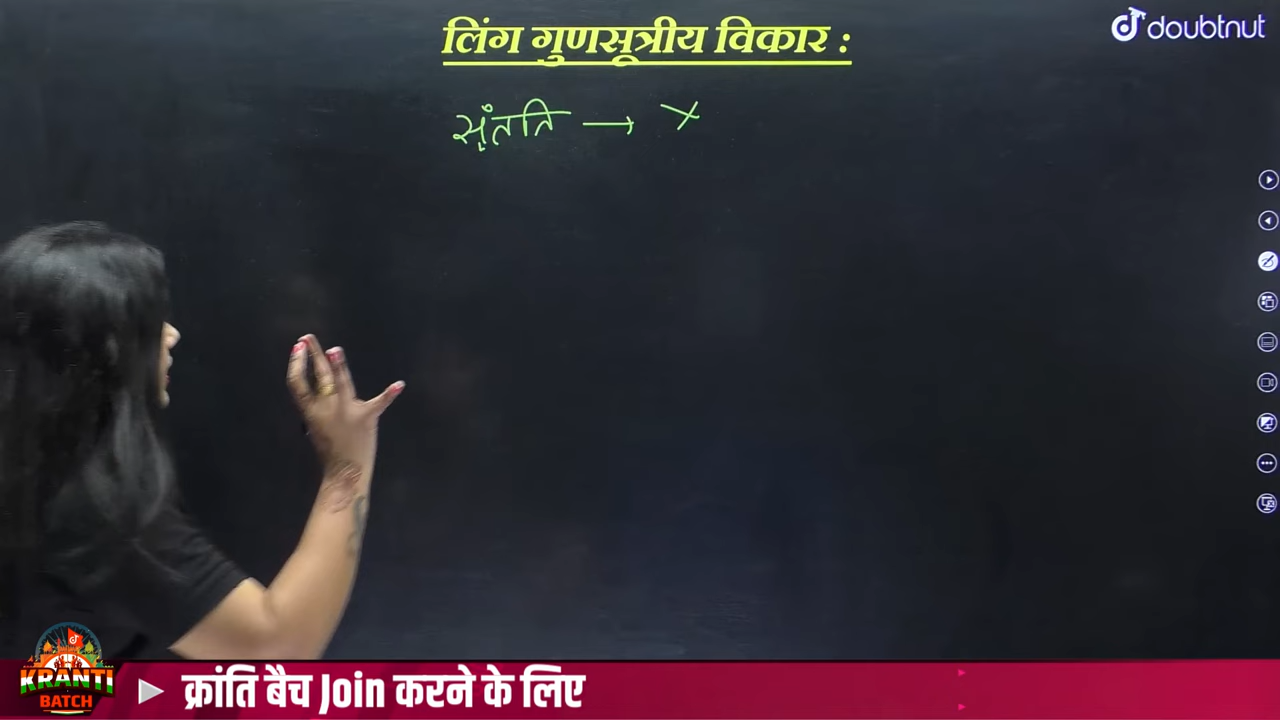 लिंग गुणसूत्रीय विकार :
doubtnut
संतति → X
KRANTI
BATCH
क्रांति बैच Join करने के लिए